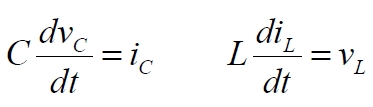 C dv_C/dt = i_C    L di_L/dt = v_L